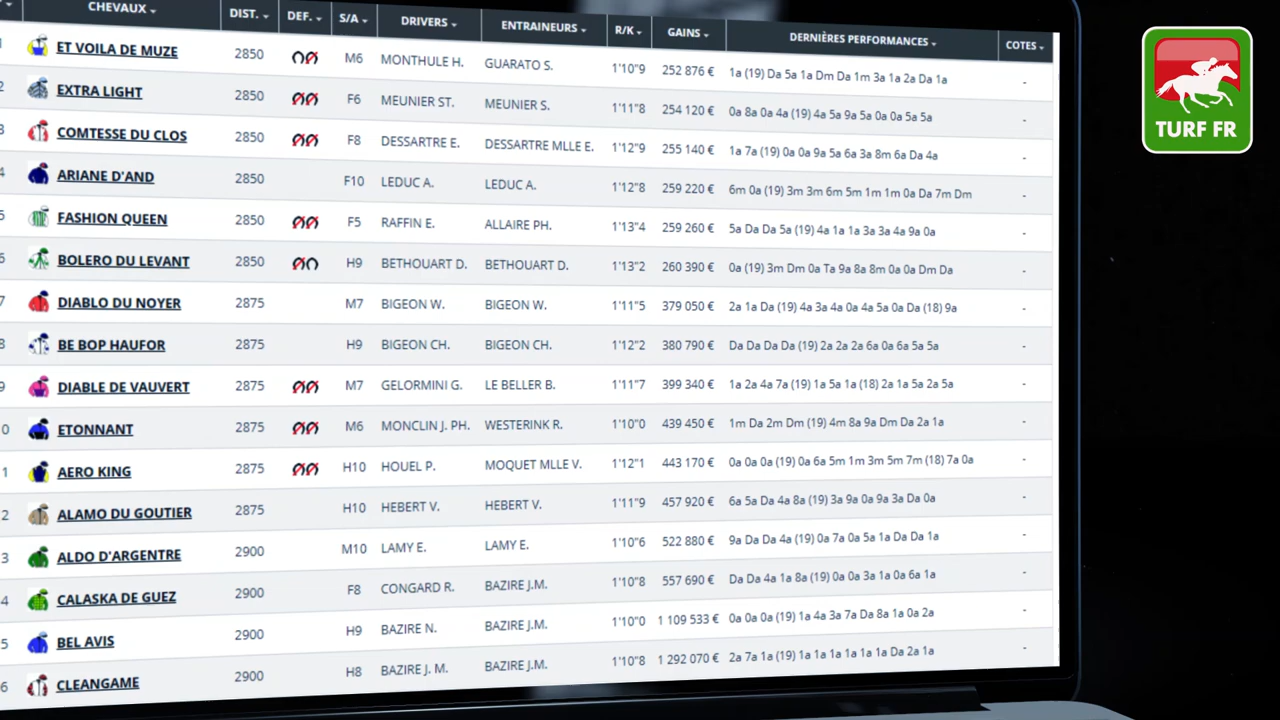 CHEVAUX DIST. DEF. S/A DRIVERS ENTRAINEURS R/K GAINS DERNIÈRES PERFORMANCES COTES
1 ET VOILA DE MUZE 2850 M6 MONTHULE H. GUARATO S. 1'10"9 252 876 € 1a (19) Da 5a 1a Dm Da 1m 3a 1a 2a Da 1a -
2 EXTRA LIGHT 2850 F6 MEUNIER ST. MEUNIER S. 1'11"8 254 120 € 0a 8a 0a 4a (19) 4a 5a 9a 5a 0a 0a 5a 5a -
3 COMTESSE DU CLOS 2850 F8 DESSARTRE E. DESSARTRE MLLE E. 1'12"9 255 140 € 1a 7a (19) 0a 0a 9a 5a 6a 3a 8m 6a Da 4a -
4 ARIANE D'AND 2850 F10 LEDUC A. LEDUC A. 1'12"8 259 220 € 6m 0a (19) 3m 3m 6m 5m 1m 1m 0a Da 7m Dm -
5 FASHION QUEEN 2850 F5 RAFFIN E. ALLAIRE PH. 1'13"4 259 260 € 5a Da Da 5a (19) 4a 1a 1a 3a 3a 4a 9a 0a -
6 BOLERO DU LEVANT 2850 H9 BETHOUART D. BETHOUART D. 1'13"2 260 390 € 0a (19) 3m Dm 0a Ta 9a 8a 8m 0a 0a Dm Da -
7 DIABLO DU NOYER 2875 M7 BIGEON W. BIGEON W. 1'11"5 379 050 € 2a 1a Da (19) 4a 3a 4a 0a 4a 5a 0a Da (18) 9a -
8 BE BOP HAUFOR 2875 H9 BIGEON CH. BIGEON CH. 1'12"2 380 790 € Da Da Da Da (19) 2a 2a 2a 6a 0a 6a 5a 5a -
9 DIABLE DE VAUVERT 2875 M7 GELORMINI G. LE BELLER B. 1'11"7 399 340 € 1a 2a 4a 7a (19) 1a 5a 1a (18) 2a 1a 5a 2a 5a -
0 ETONNANT 2875 M6 MONCLIN J. PH. WESTERINK R. 1'10"0 439 450 € 1m Da 2m Dm (19) 4m 8a 9a Dm Da 2a 1a -
1 AERO KING 2875 H10 HOUEL P. MOQUET MLLE V. 1'12"1 443 170 € 0a 0a 0a (19) 0a 6a 5m 1m 3m 5m 7m (18) 7a 0a -
2 ALAMO DU GOUTIER 2875 H10 HEBERT V. HEBERT V. 1'11"9 457 920 € 6a 5a Da 4a 8a (19) 3a 9a 0a 9a 3a Da 0a -
3 ALDO D'ARGENTRE 2900 M10 LAMY E. LAMY E. 1'10"6 522 880 € 9a Da Da 4a (19) 0a 7a 0a 5a 1a Da Da 1a -
4 CALASKA DE GUEZ 2900 F8 CONGARD R. BAZIRE J.M. 1'10"8 557 690 € Da Da 4a 1a 8a (19) 0a 0a 3a 1a 0a 6a 1a -
5 BEL AVIS 2900 H9 BAZIRE N. BAZIRE J.M. 1'10"0 1 109 533 € 0a 0a 0a (19) 1a 4a 3a 7a Da 8a 1a 0a 2a -
6 CLEANGAME 2900 H8 BAZIRE J. M. BAZIRE J.M. 1'10"8 1 292 070 € 2a 7a 1a (19) 1a 1a 1a 1a 1a 1a Da 2a 1a -
TURF FR